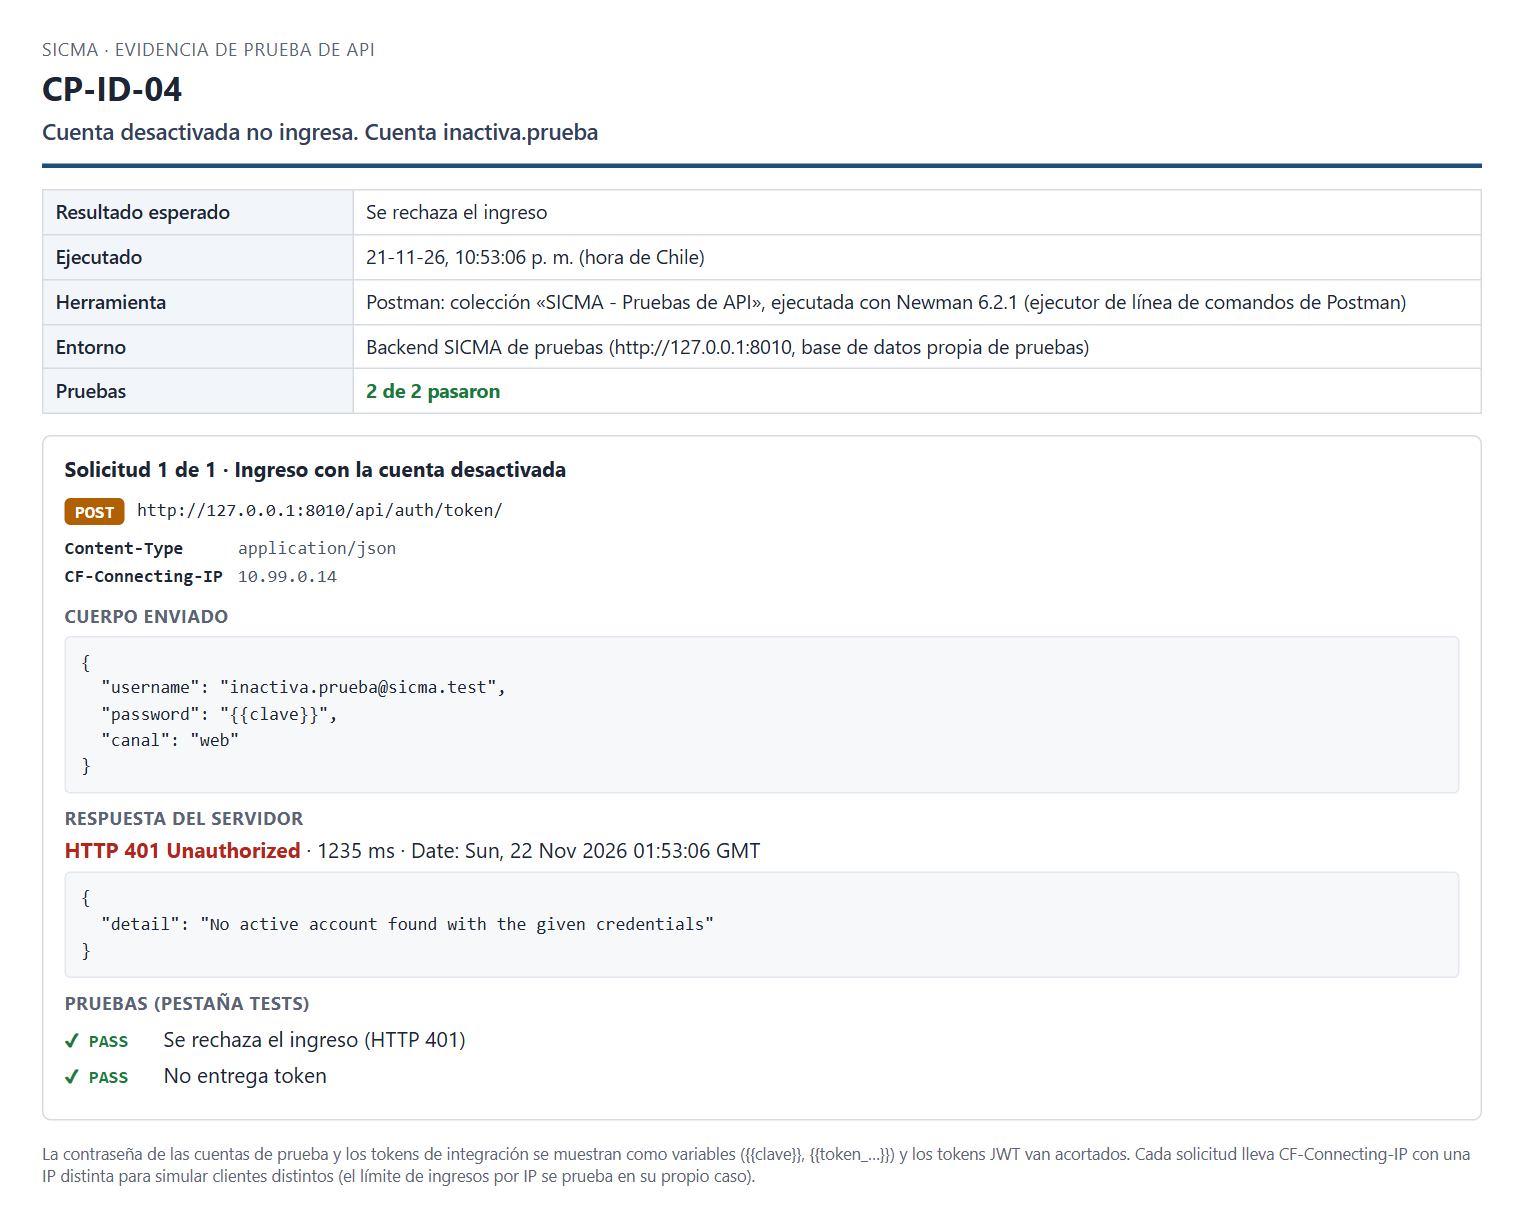 SICMA · EVIDENCIA DE PRUEBA DE API
CP-ID-04
Cuenta desactivada no ingresa. Cuenta inactiva.prueba
Resultado esperado Se rechaza el ingreso
Ejecutado 21-11-26, 10:53:06 p. m. (hora de Chile)
Herramienta Postman: colección «SICMA - Pruebas de API», ejecutada con Newman 6.2.1 (ejecutor de línea de comandos de Postman)
Entorno Backend SICMA de pruebas (http://127.0.0.1:8010, base de datos propia de pruebas)
Pruebas 2 de 2 pasaron
Solicitud 1 de 1 · Ingreso con la cuenta desactivada
POST http://127.0.0.1:8010/api/auth/token/
Content-Type application/json
CF-Connecting-IP 10.99.0.14
CUERPO ENVIADO
{
"username": "inactiva.prueba@sicma.test",
"password": "{{clave}}",
"canal": "web"
}
RESPUESTA DEL SERVIDOR
HTTP 401 Unauthorized · 1235 ms · Date: Sun, 22 Nov 2026 01:53:06 GMT
{
"detail": "No active account found with the given credentials"
}
PRUEBAS (PESTAÑA TESTS)
✔ PASS Se rechaza el ingreso (HTTP 401)
✔ PASS No entrega token
La contraseña de las cuentas de prueba y los tokens de integración se muestran como variables ({{clave}}, {{token_...}}) y los tokens JWT van acortados. Cada solicitud lleva CF-Connecting-IP con una
IP distinta para simular clientes distintos (el límite de ingresos por IP se prueba en su propio caso).